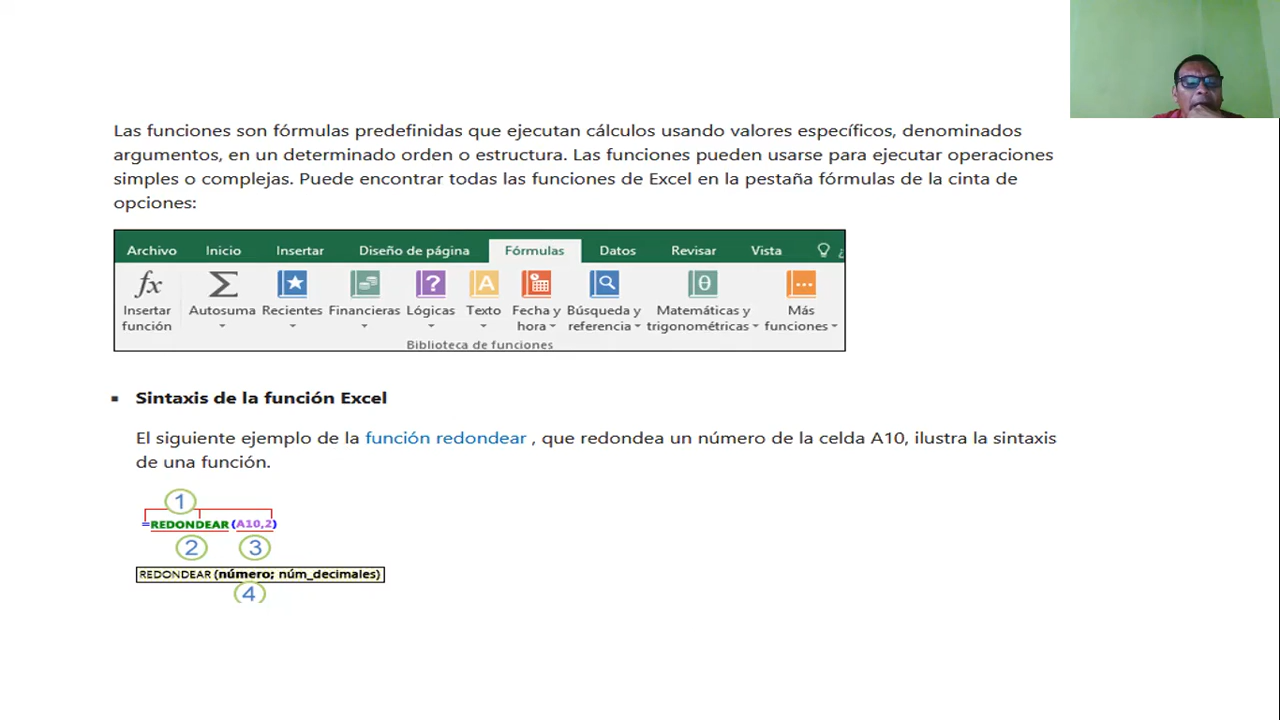 Las funciones son fórmulas predefinidas que ejecutan cálculos usando valores específicos, denominados
argumentos, en un determinado orden o estructura. Las funciones pueden usarse para ejecutar operaciones
simples o complejas. Puede encontrar todas las funciones de Excel en la pestaña fórmulas de la cinta de
opciones:
Archivo Inicio Insertar Diseño de página Fórmulas Datos Revisar Vista ¿
fx Σ ? A θ ...
Insertar Autosuma Recientes Financieras Lógicas Texto Fecha y Búsqueda y Matemáticas y Más
función hora referencia trigonométricas funciones
Biblioteca de funciones
▪ Sintaxis de la función Excel
El siguiente ejemplo de la función redondear , que redondea un número de la celda A10, ilustra la sintaxis
de una función.
1
=REDONDEAR(A10,2)
2 3
REDONDEAR(número; núm_decimales)
4